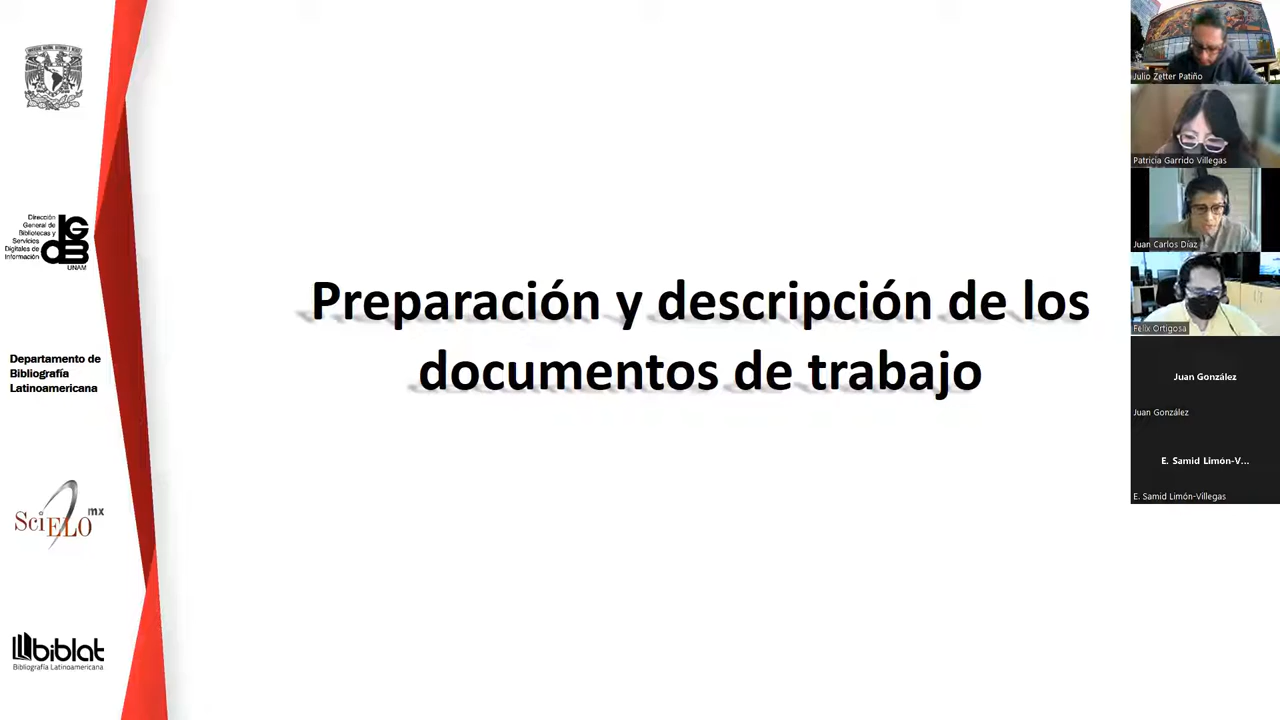 Dirección
General de
Bibliotecas y
Servicios
Digitales de
Información
DGB
UNAM
Departamento de
Bibliografía
Latinoamericana
SciELO mx
biblat
Bibliografía Latinoamericana
Preparación y descripción de los
documentos de trabajo
Julio Zetter Patiño
Patricia Garrido Villegas
Juan Carlos Díaz
Félix Ortigosa
Juan González
Juan González
E. Samid Limón-V...
E. Samid Limón-Villegas